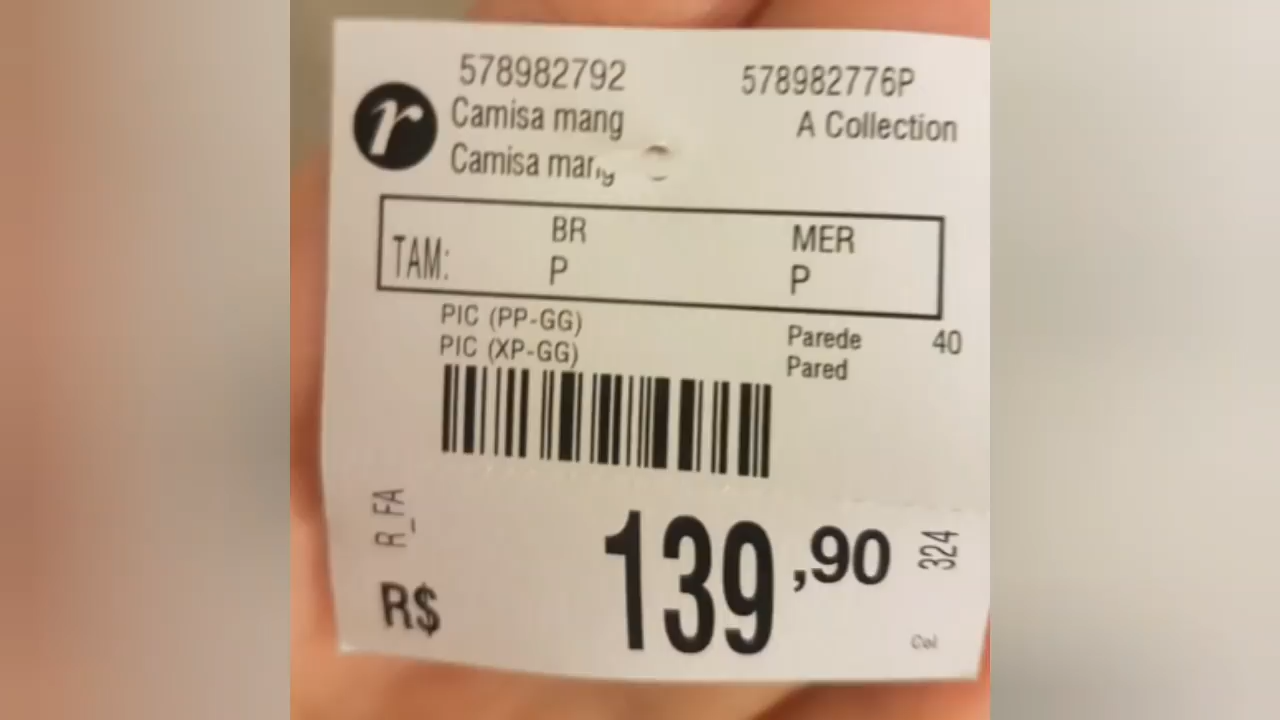 578982792 578982776P
r Camisa mang A Collection
Camisa mang
BR MER
TAM: P P
PIC (PP-GG) Parede 40
PIC (XP-GG) Pared
R_FA
139,90 324
R$
Col